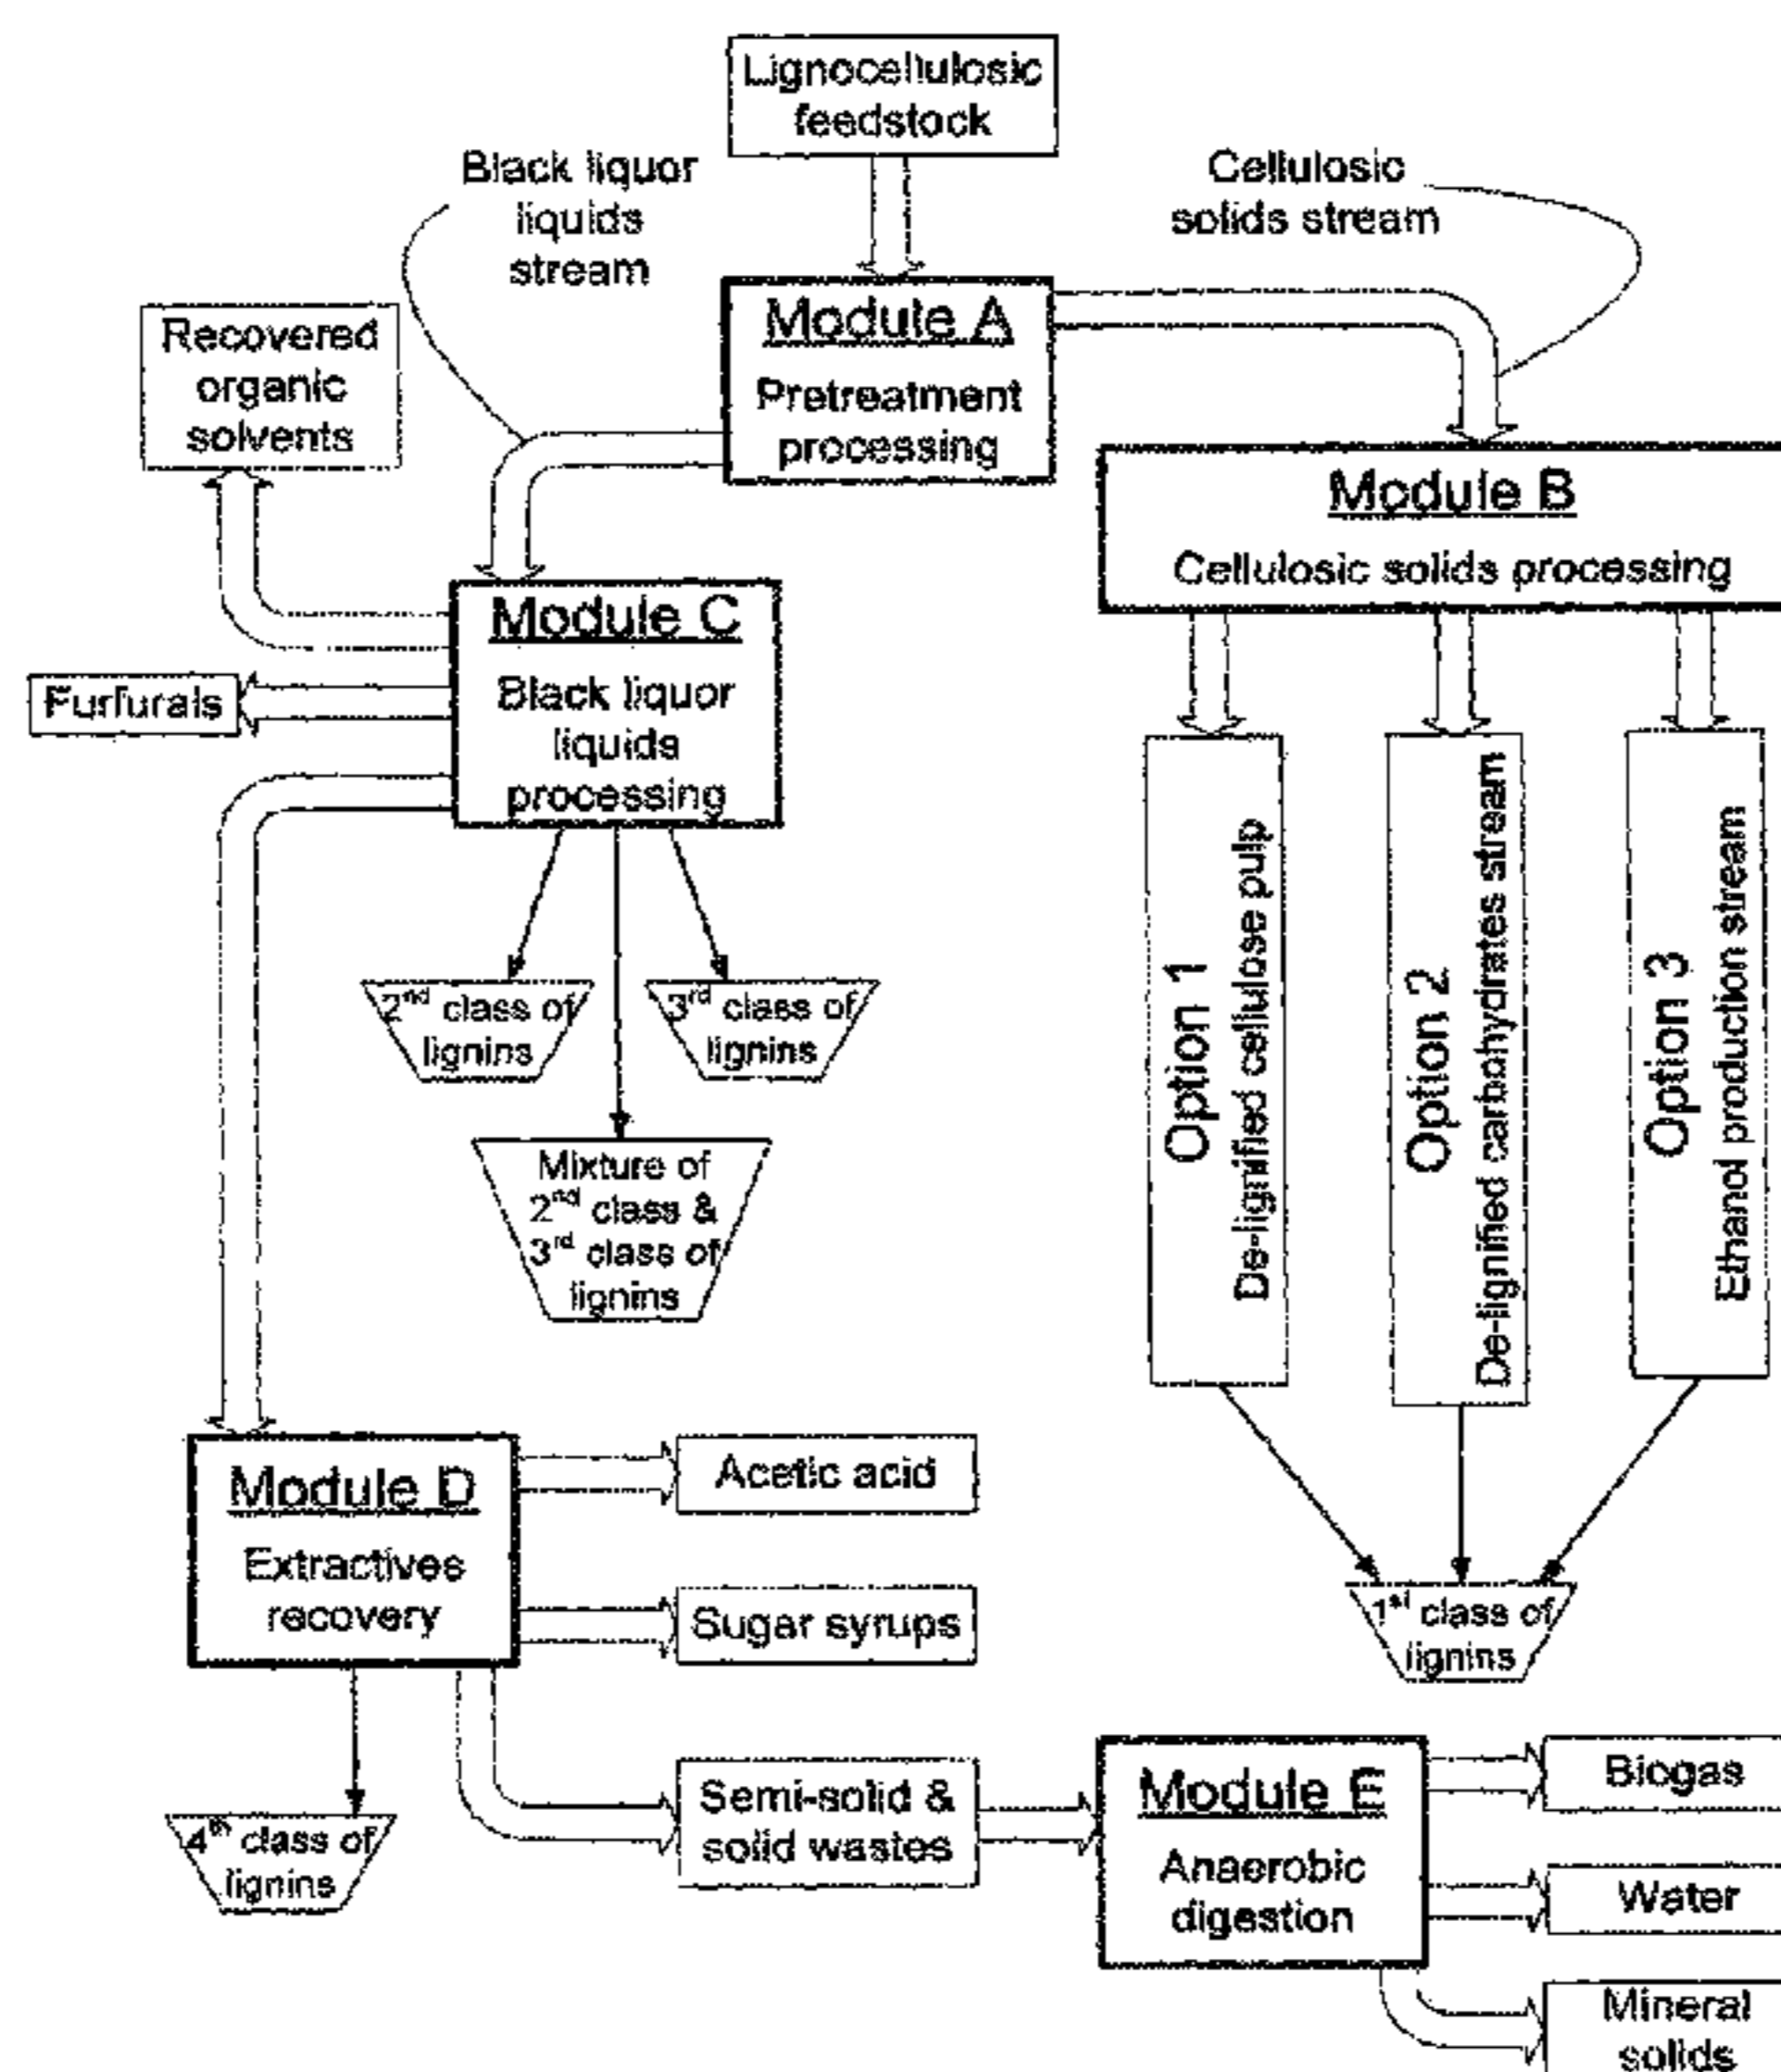 Lignocellulosic
feedstock
Black liquor
liquids
stream
Cellulosic
solids stream
Module A
Pretreatment
processing
Recovered
organic
solvents
Module B
Cellulosic solids processing
Module C
Black liquor
liquids
processing
Furfurals
2nd class of
lignins
3rd class of
lignins
Mixture of
2nd class &
3rd class of
lignins
Option 1
De-lignified cellulose pulp
Option 2
De-lignified carbohydrates stream
Option 3
Ethanol production stream
1st class of
lignins
Module D
Extractives
recovery
Acetic acid
Sugar syrups
4th class of
lignins
Semi-solid &
solid wastes
Module E
Anaerobic
digestion
Biogas
Water
Mineral
solids